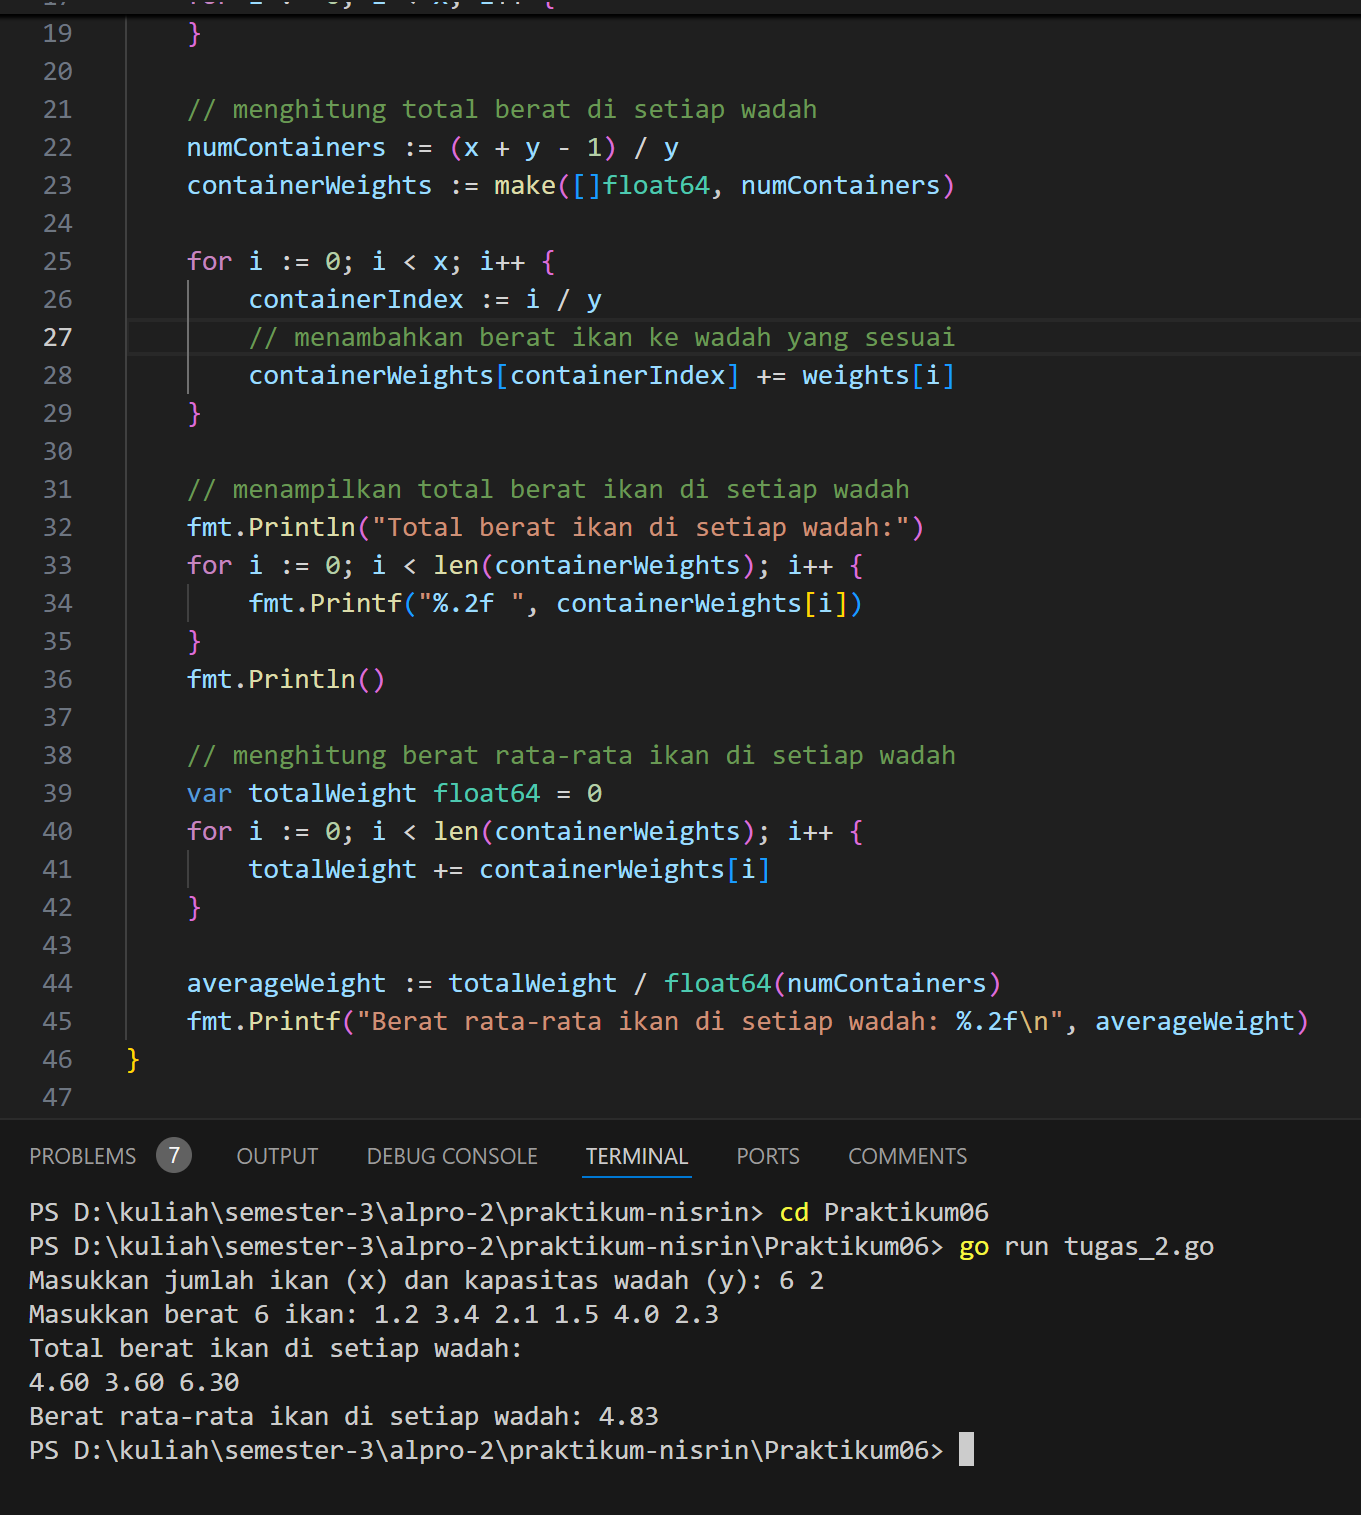 19 }
20
21 // menghitung total berat di setiap wadah
22 numContainers := (x + y - 1) / y
23 containerWeights := make([]float64, numContainers)
24
25 for i := 0; i < x; i++ {
26 containerIndex := i / y
27 // menambahkan berat ikan ke wadah yang sesuai
28 containerWeights[containerIndex] += weights[i]
29 }
30
31 // menampilkan total berat ikan di setiap wadah
32 fmt.Println("Total berat ikan di setiap wadah:")
33 for i := 0; i < len(containerWeights); i++ {
34 fmt.Printf("%.2f ", containerWeights[i])
35 }
36 fmt.Println()
37
38 // menghitung berat rata-rata ikan di setiap wadah
39 var totalWeight float64 = 0
40 for i := 0; i < len(containerWeights); i++ {
41 totalWeight += containerWeights[i]
42 }
43
44 averageWeight := totalWeight / float64(numContainers)
45 fmt.Printf("Berat rata-rata ikan di setiap wadah: %.2f\n", averageWeight)
46 }
47
PROBLEMS 7 OUTPUT DEBUG CONSOLE TERMINAL PORTS COMMENTS
PS D:\kuliah\semester-3\alpro-2\praktikum-nisrin> cd Praktikum06
PS D:\kuliah\semester-3\alpro-2\praktikum-nisrin\Praktikum06> go run tugas_2.go
Masukkan jumlah ikan (x) dan kapasitas wadah (y): 6 2
Masukkan berat 6 ikan: 1.2 3.4 2.1 1.5 4.0 2.3
Total berat ikan di setiap wadah:
4.60 3.60 6.30
Berat rata-rata ikan di setiap wadah: 4.83
PS D:\kuliah\semester-3\alpro-2\praktikum-nisrin\Praktikum06>